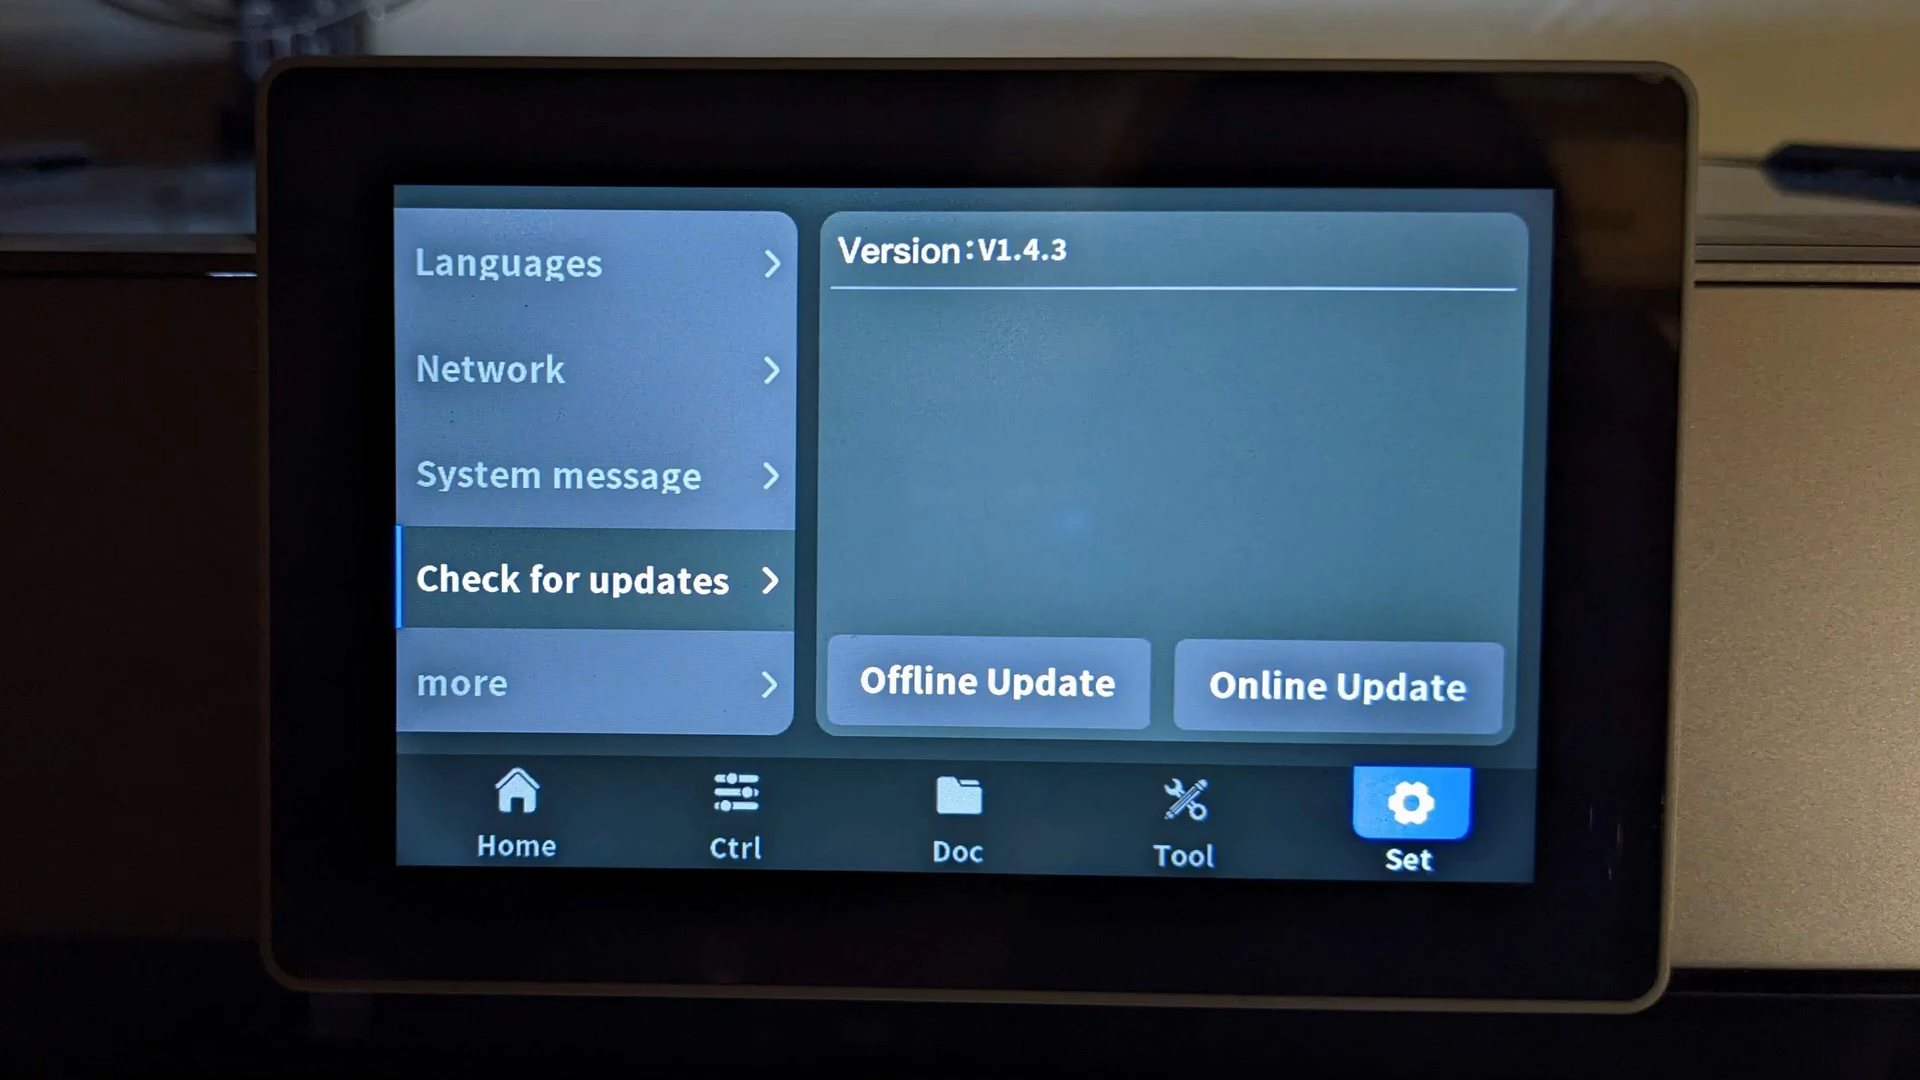 Languages
Network
System message
Check for updates
more
Version:V1.4.3
Offline Update
Online Update
Home
Ctrl
Doc
Tool
Set